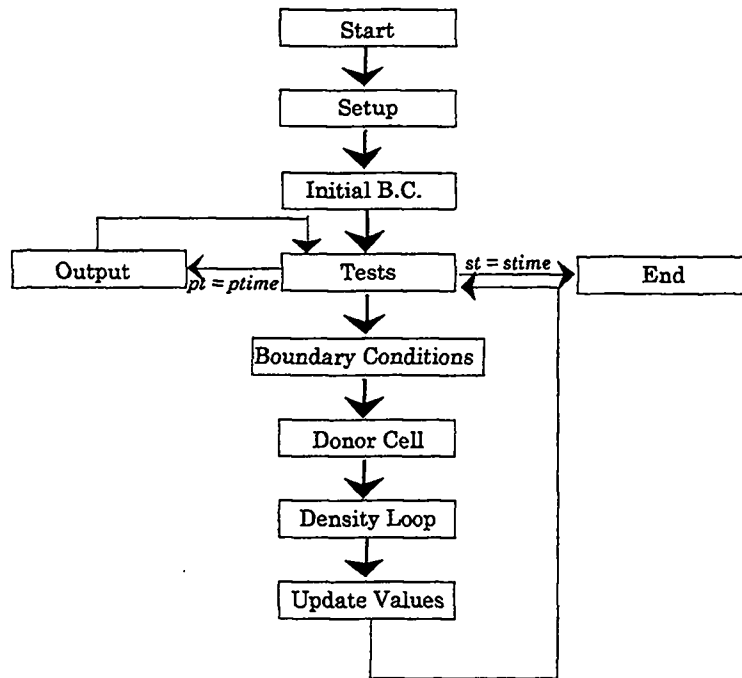 Start
Setup
Initial B.C.
Output
pt = ptime
Tests
st = stime
End
Boundary Conditions
Donor Cell
Density Loop
Update Values